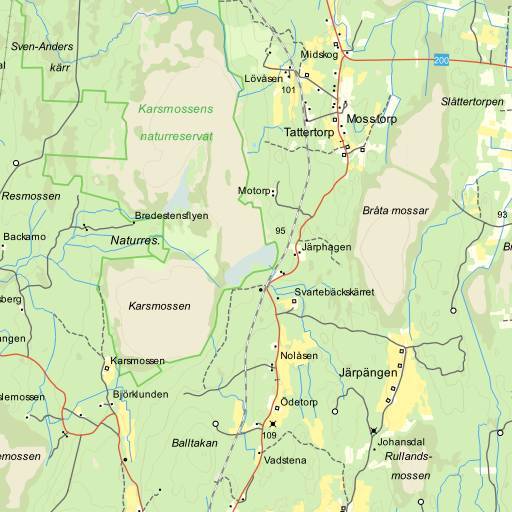 Sven-Anders
kärr
Midskog
200
Lövåsen
101
Karsmossens
naturreservat
Slåttertorpen
Mosstorp
Tattertorp
Resmossen
Motorp
Bråta mossar
Bredestensflyen
93
Backamo
Naturres.
95
Järphagen
Karsmossen
Svartebäckskärret
Karsmossen
Nolåsen
Järpängen
Björklunden
Ödetorp
Balltakan
109
Johansdal
Vadstena
Rullands-
mossen